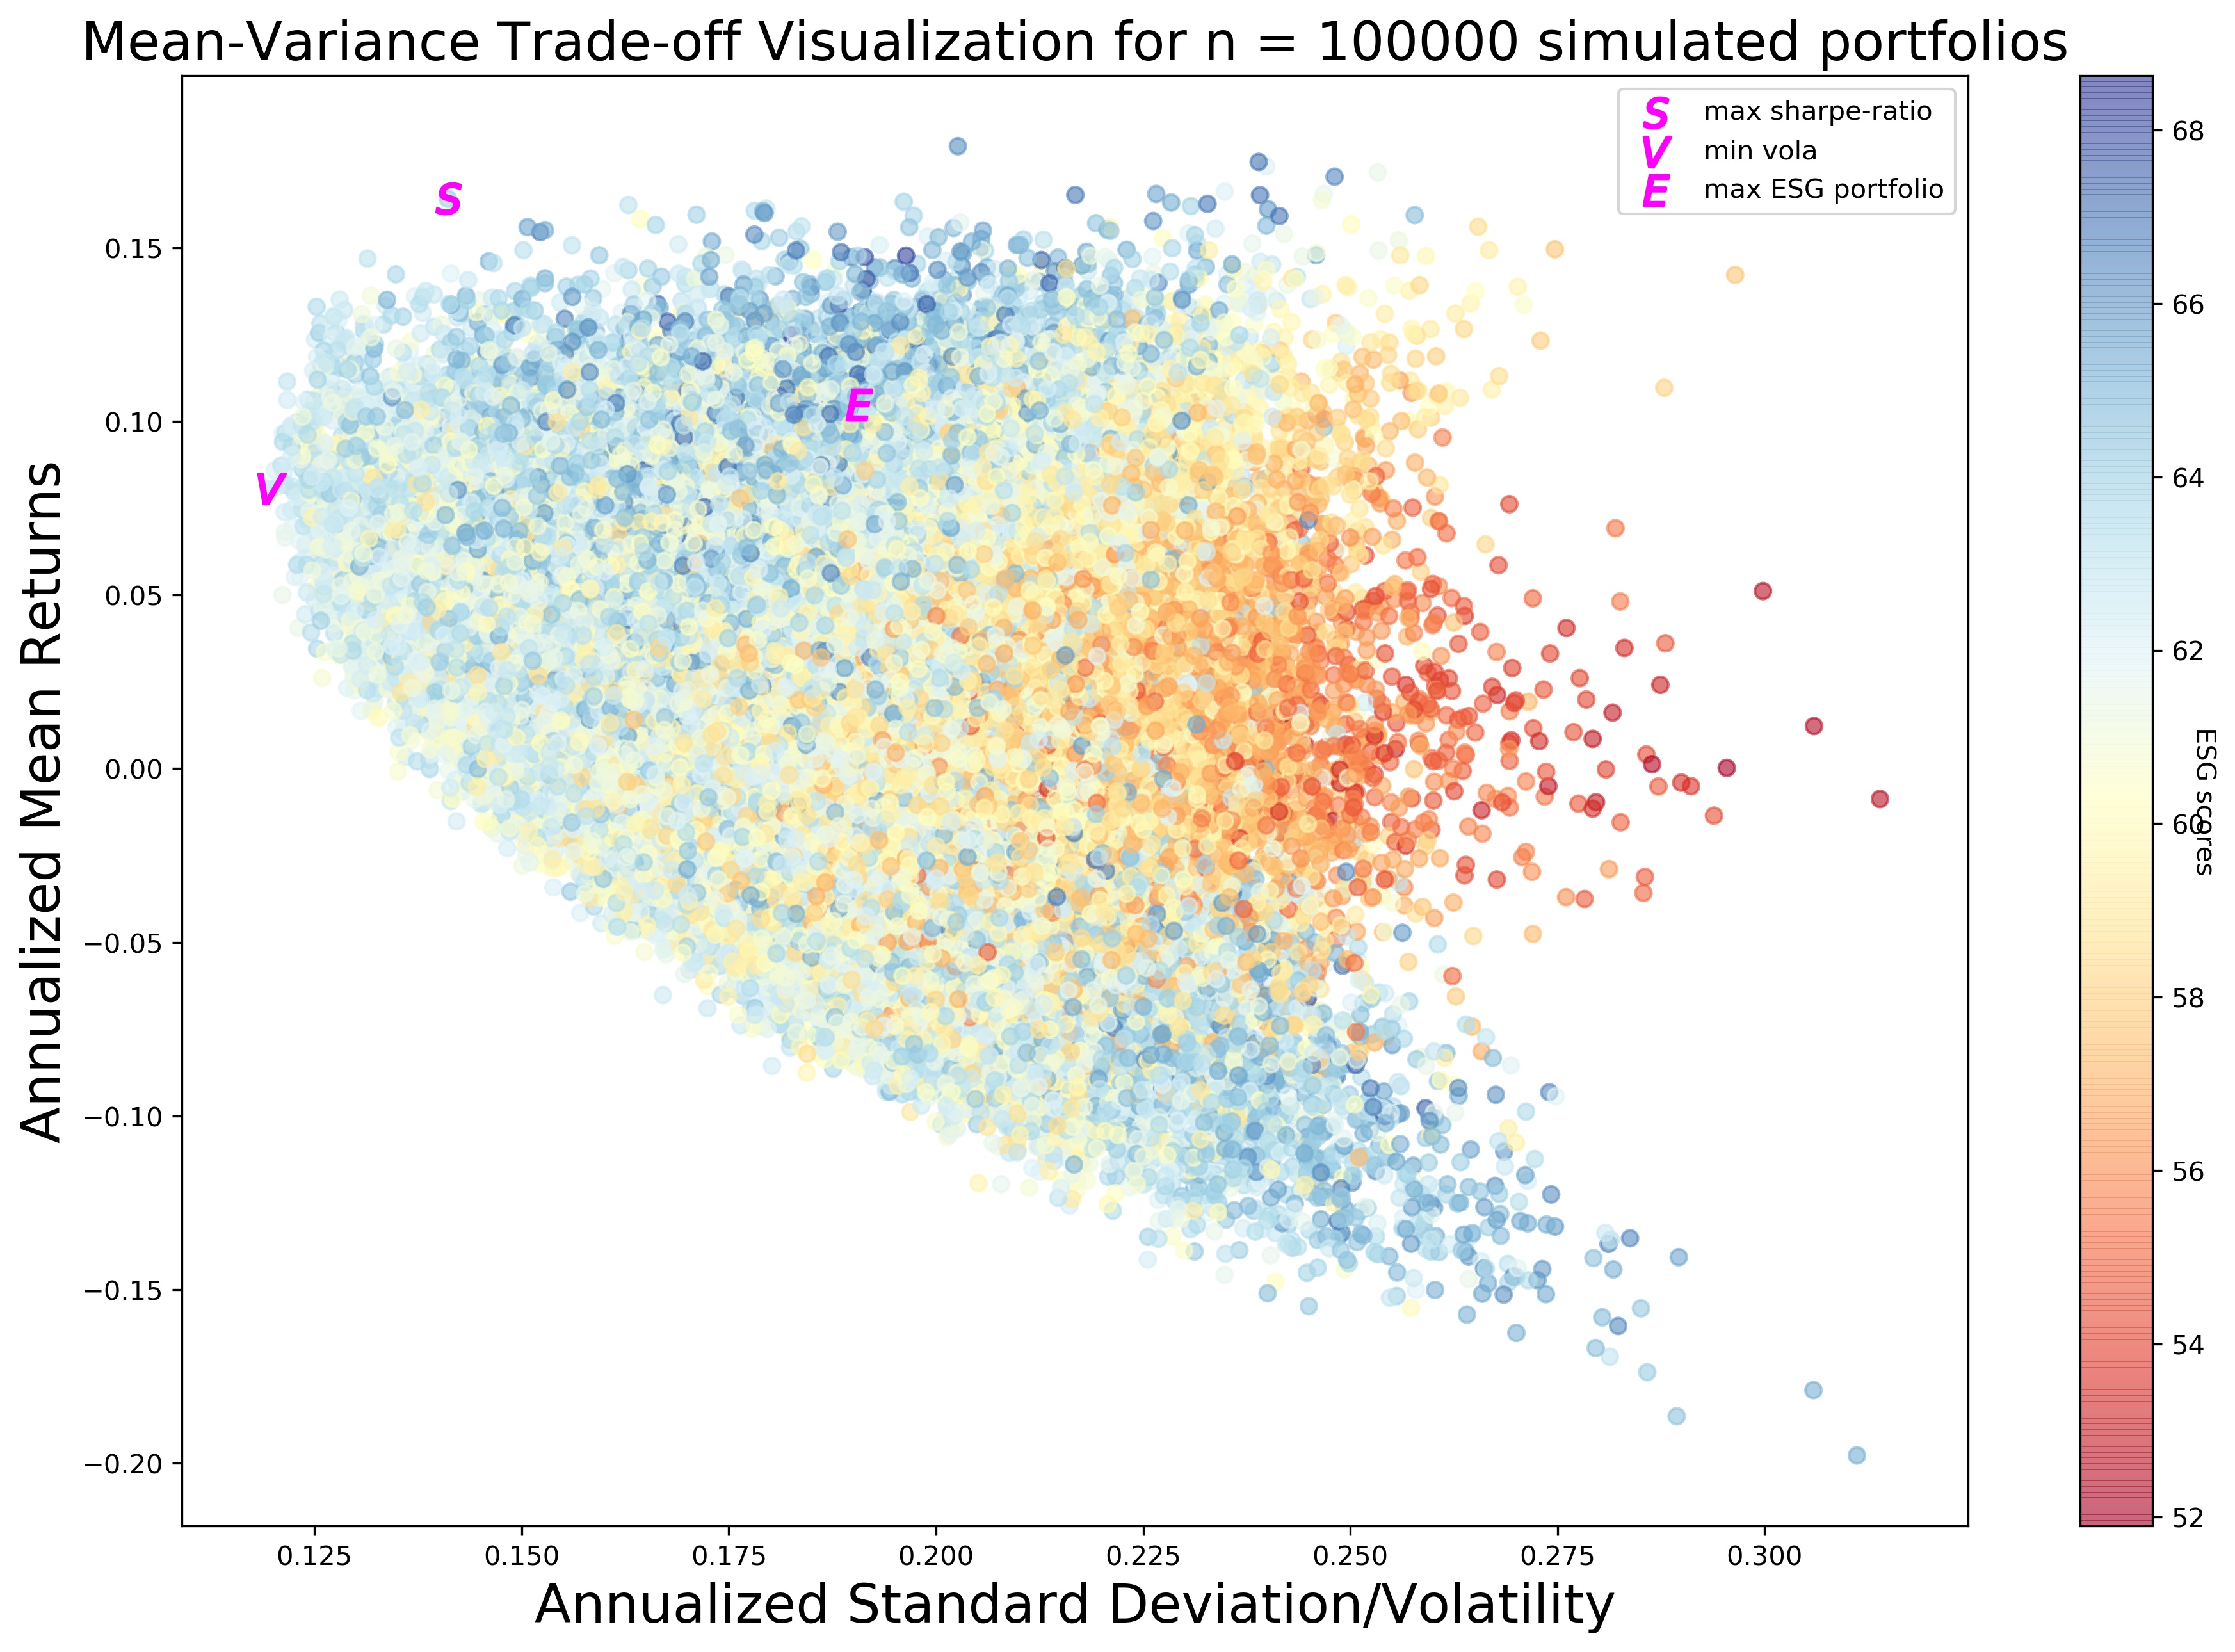 Mean-Variance Trade-off Visualization for n = 100000 simulated portfolios
S max sharpe-ratio
V min vola
E max ESG portfolio
S
E
V
Annualized Mean Returns
0.15
0.10
0.05
0.00
−0.05
−0.10
−0.15
−0.20
0.125 0.150 0.175 0.200 0.225 0.250 0.275 0.300
Annualized Standard Deviation/Volatility
68
66
64
62
60
58
56
54
52
ESG scores